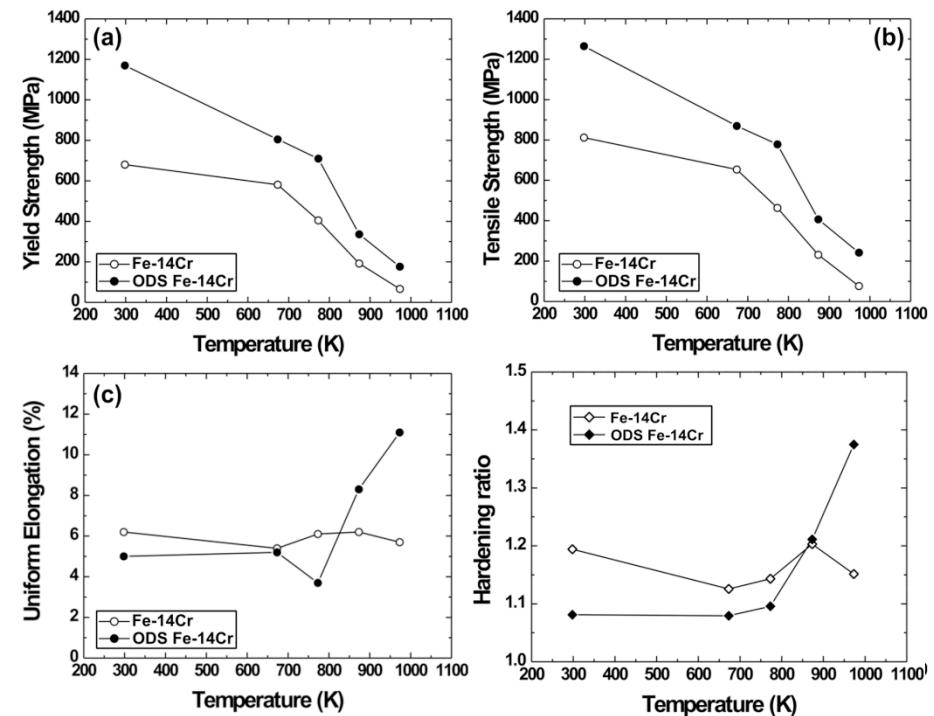 (a)
Yield Strength (MPa)
1400
1200
1000
800
600
400
200
0
Fe-14Cr
ODS Fe-14Cr
200 300 400 500 600 700 800 900 1000 1100
Temperature (K)
(b)
Tensile Strength (MPa)
1400
1200
1000
800
600
400
200
0
Fe-14Cr
ODS Fe-14Cr
200 300 400 500 600 700 800 900 1000 1100
Temperature (K)
(c)
Uniform Elongation (%)
14
12
10
8
6
4
2
0
Fe-14Cr
ODS Fe-14Cr
200 300 400 500 600 700 800 900 1000 1100
Temperature (K)
Hardening ratio
1.5
1.4
1.3
1.2
1.1
1.0
Fe-14Cr
ODS Fe-14Cr
200 300 400 500 600 700 800 900 1000 1100
Temperature (K)